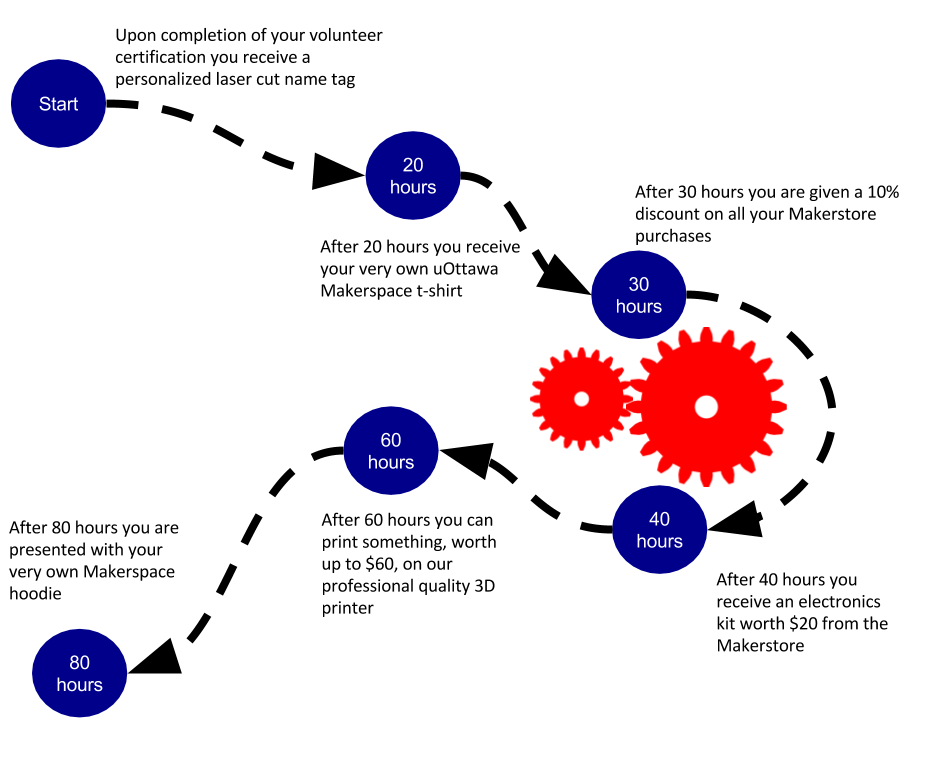 Upon completion of your volunteer
certification you receive a
personalized laser cut name tag
Start
20
hours
After 20 hours you receive
your very own uOttawa
Makerspace t-shirt
After 30 hours you are given a 10%
discount on all your Makerstore
purchases
30
hours
40
hours
After 40 hours you
receive an electronics
kit worth $20 from the
Makerstore
60
hours
After 60 hours you can
print something, worth
up to $60, on our
professional quality 3D
printer
After 80 hours you are
presented with your
very own Makerspace
hoodie
80
hours